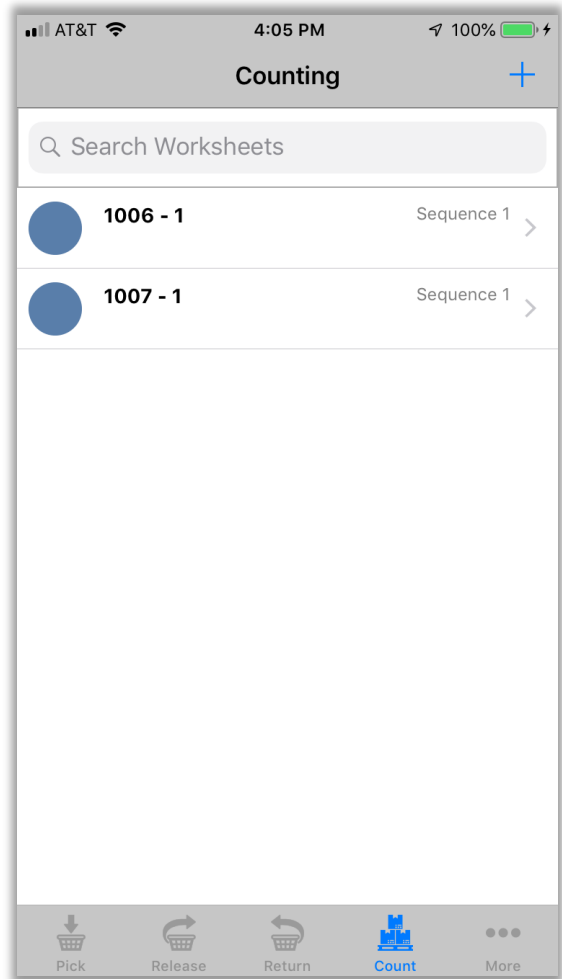 AT&T 4:05 PM 100%
Counting
Search Worksheets
1006 - 1 Sequence 1
1007 - 1 Sequence 1
Pick Release Return Count More